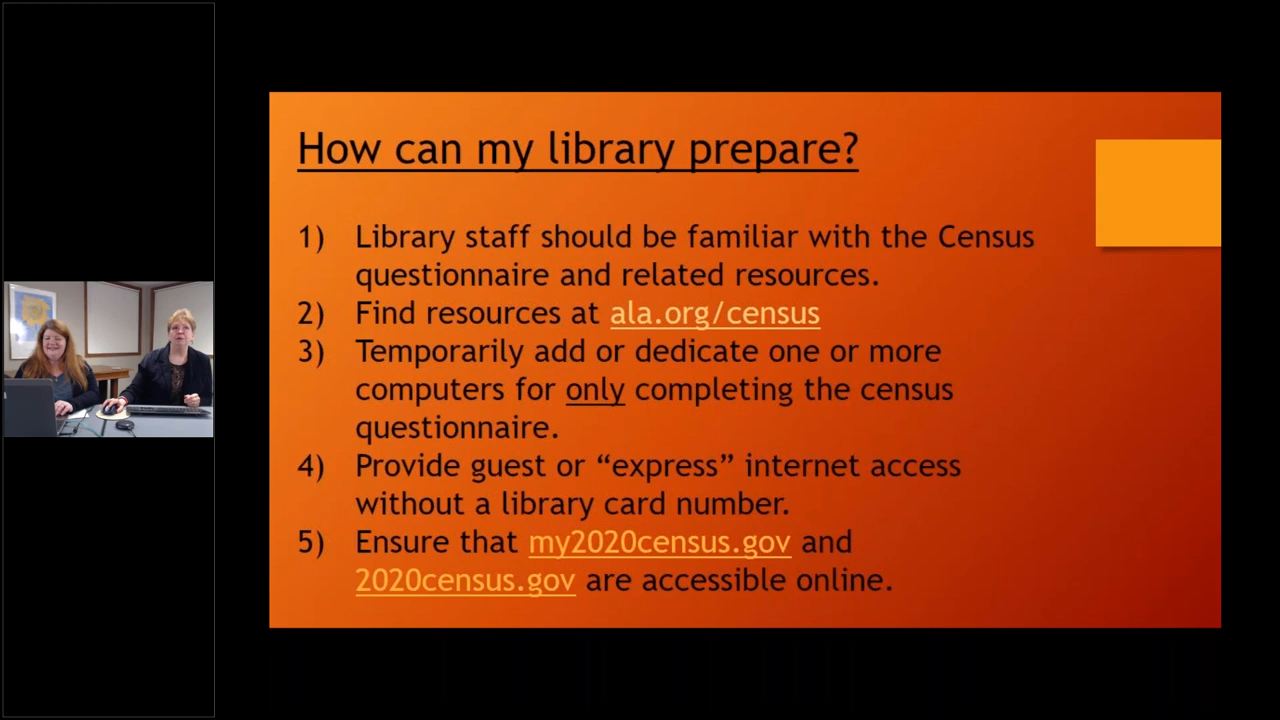 How can my library prepare?
1) Library staff should be familiar with the Census
questionnaire and related resources.
2) Find resources at ala.org/census
3) Temporarily add or dedicate one or more
computers for only completing the census
questionnaire.
4) Provide guest or “express” internet access
without a library card number.
5) Ensure that my2020census.gov and
2020census.gov are accessible online.